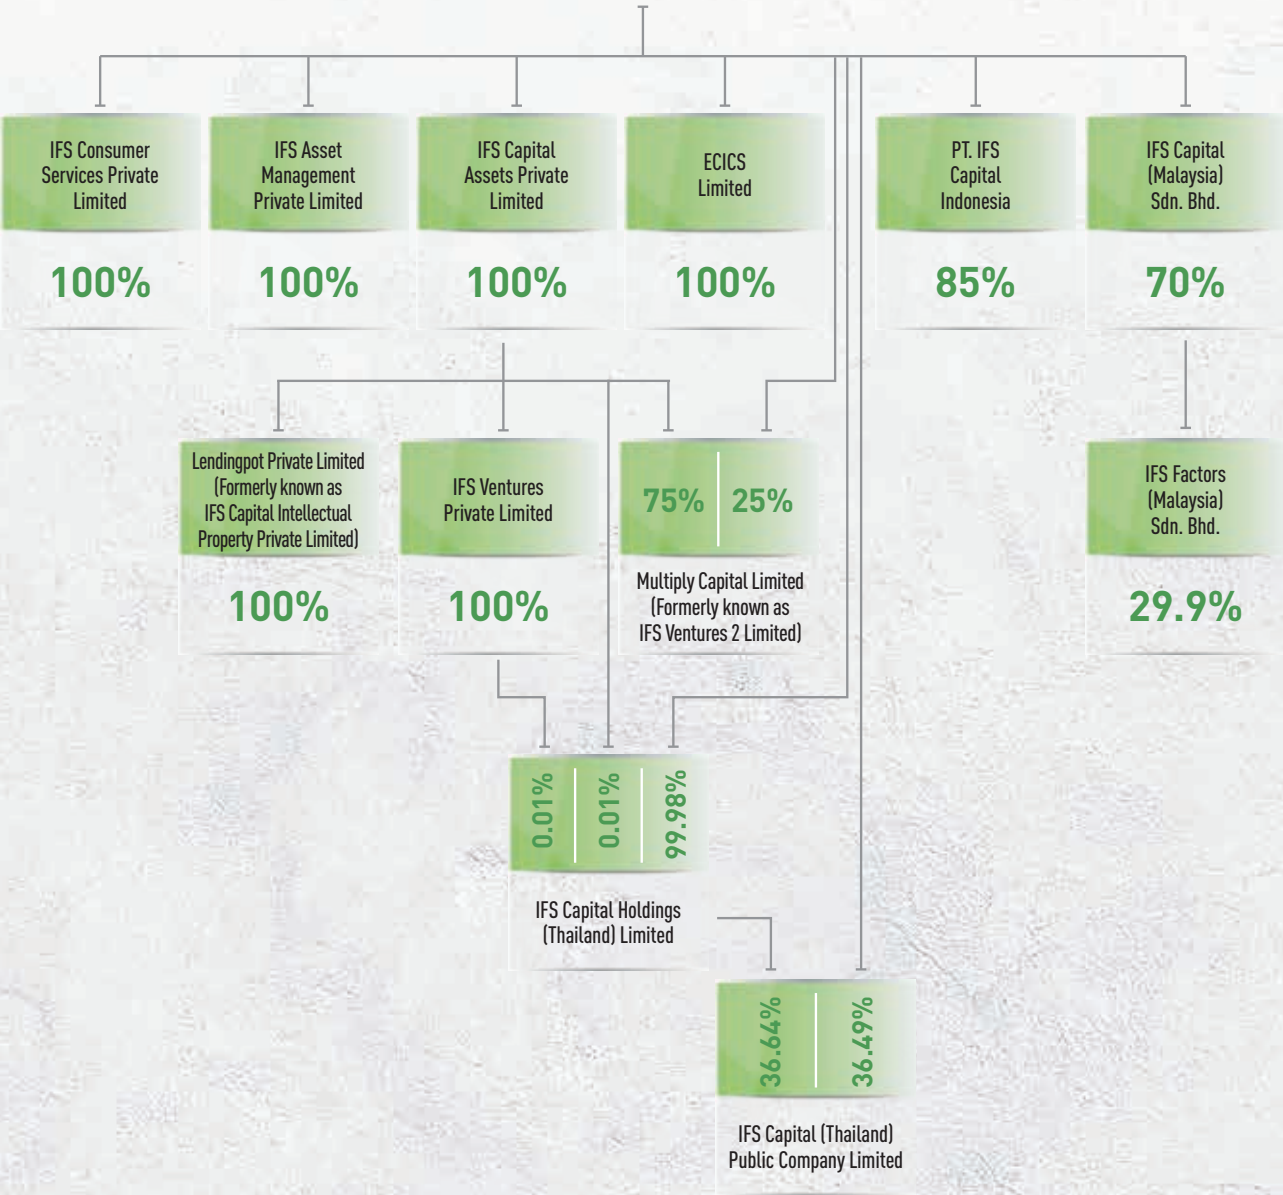 IFS Consumer
Services Private
Limited
100%
IFS Asset
Management
Private Limited
100%
IFS Capital
Assets Private
Limited
100%
ECICS
Limited
100%
PT. IFS
Capital
Indonesia
85%
IFS Capital
(Malaysia)
Sdn. Bhd.
70%
Lendingpot Private Limited
(Formerly known as
IFS Capital Intellectual
Property Private Limited)
100%
IFS Ventures
Private Limited
100%
75% 25%
Multiply Capital Limited
(Formerly known as
IFS Ventures 2 Limited)
IFS Factors
(Malaysia)
Sdn. Bhd.
29.9%
0.01%
0.01%
99.98%
IFS Capital Holdings
(Thailand) Limited
36.64%
36.49%
IFS Capital (Thailand)
Public Company Limited